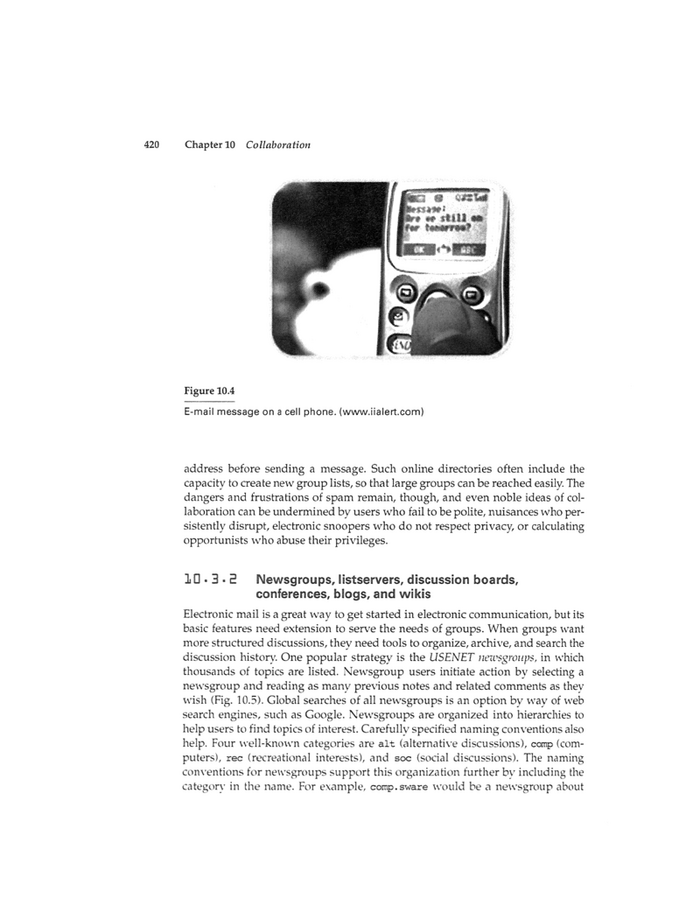 420 Chapter 10 Collaboration
Message:
Are we still on
for tomorrow?
OK
END
Figure 10.4
E-mail message on a cell phone. (www.iialert.com)
address before sending a message. Such online directories often include the
capacity to create new group lists, so that large groups can be reached easily. The
dangers and frustrations of spam remain, though, and even noble ideas of col-
laboration can be undermined by users who fail to be polite, nuisances who per-
sistently disrupt, electronic snoopers who do not respect privacy, or calculating
opportunists who abuse their privileges.
10.3.2 Newsgroups, listservers, discussion boards,
conferences, blogs, and wikis
Electronic mail is a great way to get started in electronic communication, but its
basic features need extension to serve the needs of groups. When groups want
more structured discussions, they need tools to organize, archive, and search the
discussion history. One popular strategy is the USENET newsgroups, in which
thousands of topics are listed. Newsgroup users initiate action by selecting a
newsgroup and reading as many previous notes and related comments as they
wish (Fig. 10.5). Global searches of all newsgroups is an option by way of web
search engines, such as Google. Newsgroups are organized into hierarchies to
help users to find topics of interest. Carefully specified naming conventions also
help. Four well-known categories are alt (alternative discussions), comp (com-
puters), rec (recreational interests), and soc (social discussions). The naming
conventions for newsgroups support this organization further by including the
category in the name. For example, comp.sware would be a newsgroup about